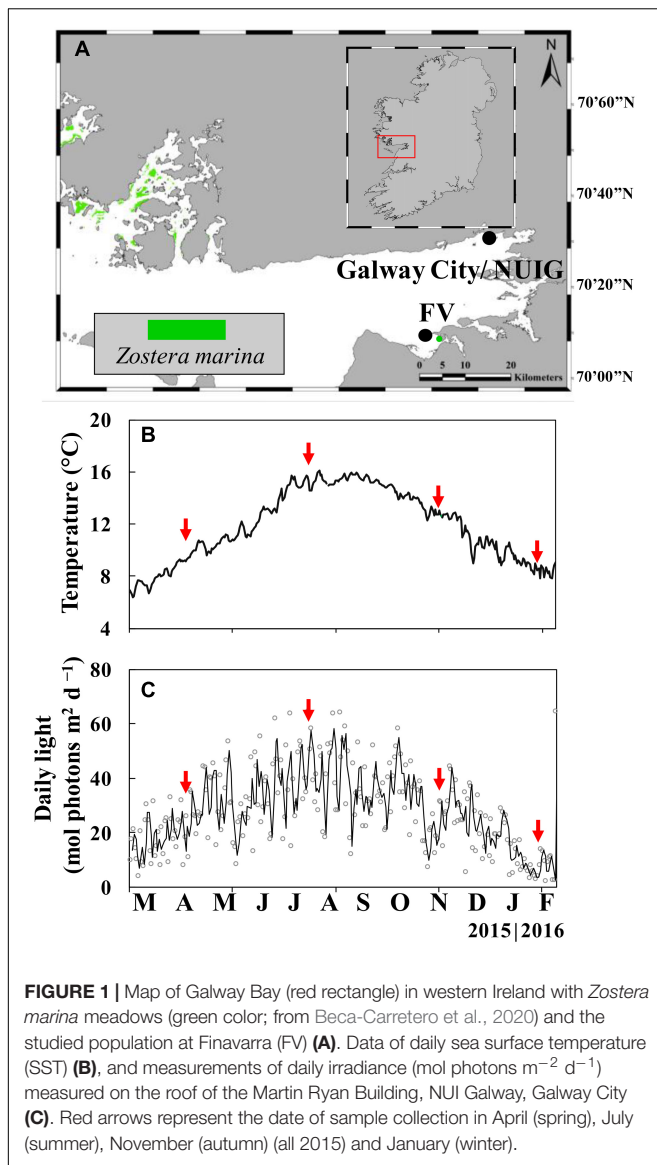 A
N
70'60"N
70'40"N
Galway City/ NUIG
70'20"N
FV
Zostera marina
0 5 10 20
Kilometers
70'00"N
B
Temperature (°C)
20
16
12
8
4
C
Daily light
(mol photons m² d ⁻¹)
80
60
40
20
0
M A M J J A S O N D J F
2015|2016
FIGURE 1 | Map of Galway Bay (red rectangle) in western Ireland with Zostera
marina meadows (green color; from Beca-Carretero et al., 2020) and the
studied population at Finavarra (FV) (A). Data of daily sea surface temperature
(SST) (B), and measurements of daily irradiance (mol photons m⁻² d⁻¹)
measured on the roof of the Martin Ryan Building, NUI Galway, Galway City
(C). Red arrows represent the date of sample collection in April (spring), July
(summer), November (autumn) (all 2015) and January (winter).